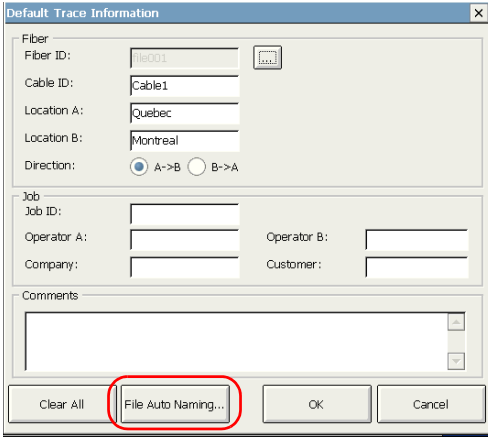 Default Trace Information
Fiber
Fiber ID: file001 ...
Cable ID: Cable1
Location A: Quebec
Location B: Montreal
Direction: A->B B->A
Job
Job ID:
Operator A: Operator B:
Company: Customer:
Comments
Clear All File Auto Naming... OK Cancel